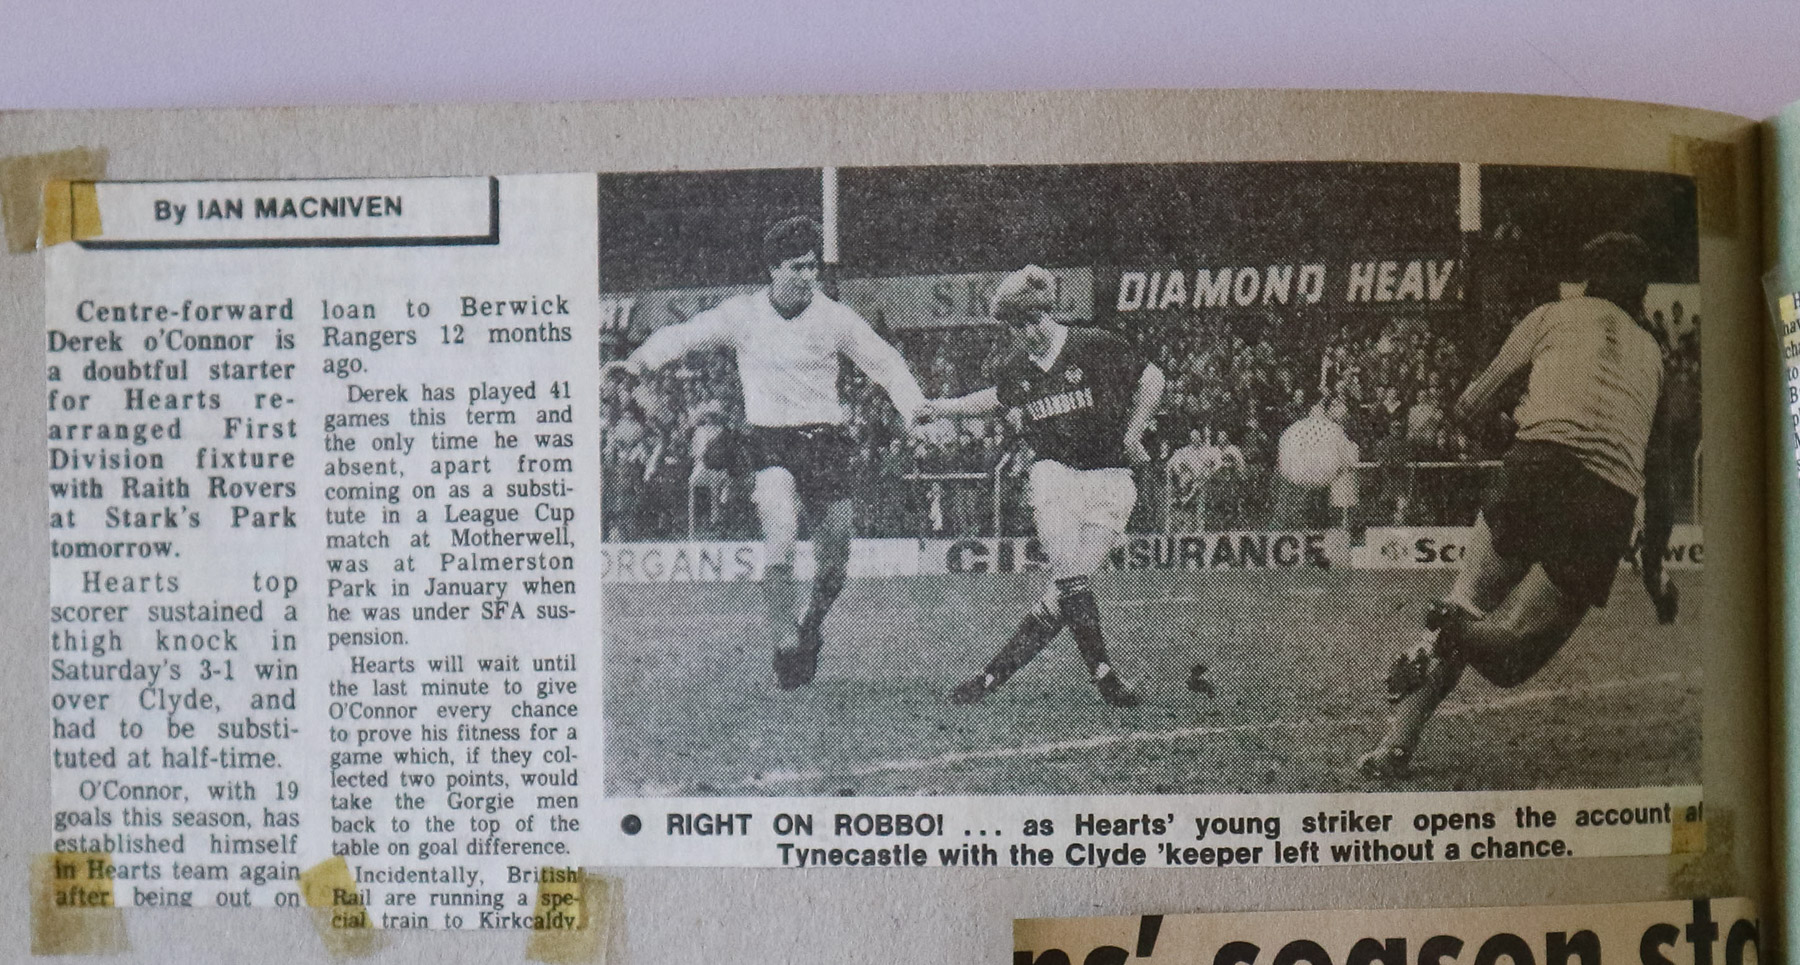 By IAN MACNIVEN
Centre-forward
Derek o'Connor is
a doubtful starter
for Hearts re-
arranged First
Division fixture
with Raith Rovers
at Stark's Park
tomorrow.
Hearts top
scorer sustained a
thigh knock in
Saturday's 3-1 win
over Clyde, and
had to be substi-
tuted at half-time.
O'Connor, with 19
goals this season, has
established himself
in Hearts team again
after being out on
loan to Berwick
Rangers 12 months
ago.
Derek has played 41
games this term and
the only time he was
absent, apart from
coming on as a substi-
tute in a League Cup
match at Motherwell,
was at Palmerston
Park in January when
he was under SFA sus-
pension.
Hearts will wait until
the last minute to give
O'Connor every chance
to prove his fitness for a
game which, if they col-
lected two points, would
take the Gorgie men
back to the top of the
table on goal difference.
Incidentally, British
Rail are running a spe-
cial train to Kirkcaldy.
DIAMOND HEAV
ORGANS
CIS INSURANCE
● RIGHT ON ROBBO! ... as Hearts' young striker opens the account at
Tynecastle with the Clyde 'keeper left without a chance.
ns' season sta